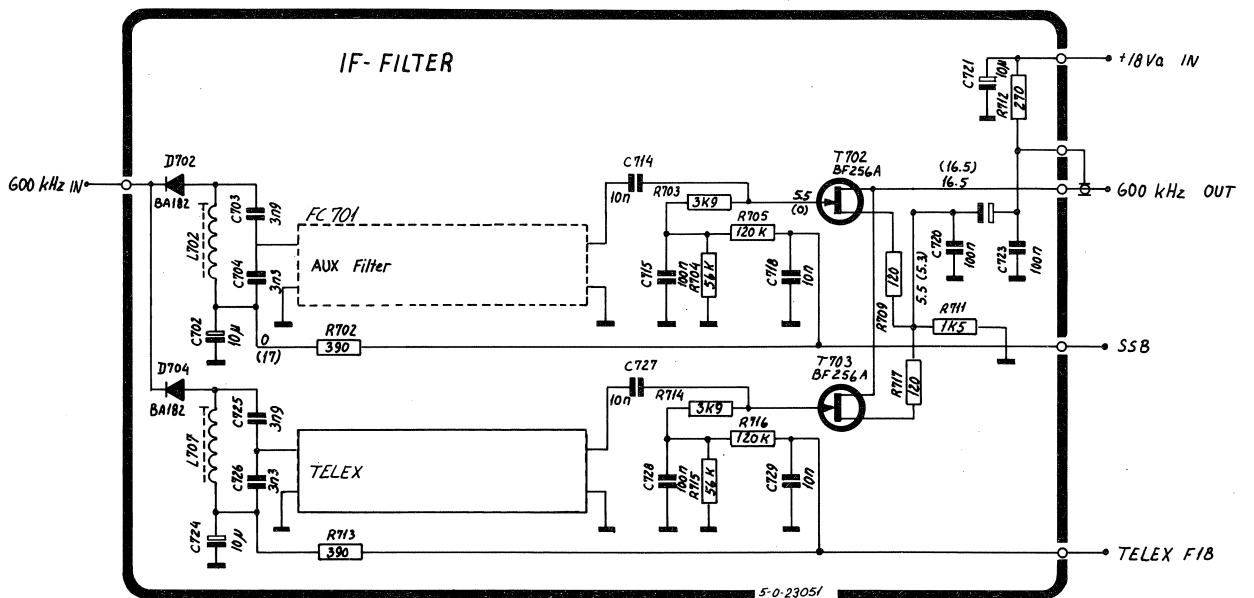 IF-FILTER
+18Va IN
C721
10µ
R712
270
600 kHz IN
D702
BA182
L702
C703
3n9
C704
3n3
C702
10µ
0
(17)
FC 701
AUX Filter
R702
390
C714
10n
R703
3K9
C715
100n
R704
56K
R705
120K
C718
10n
T702
BF256A
5.5
(0)
(16.5)
16.5
600 kHz OUT
R709
120
5.5 (5.3)
C720
100n
C723
100n
R711
1K5
SSB
D704
BA182
L707
C725
3n9
C726
3n3
C724
10µ
TELEX
R713
390
C727
10n
R714
3K9
C728
100n
R715
56K
R716
120K
C729
10n
T703
BF256A
R717
120
TELEX F1B
5-0-23051